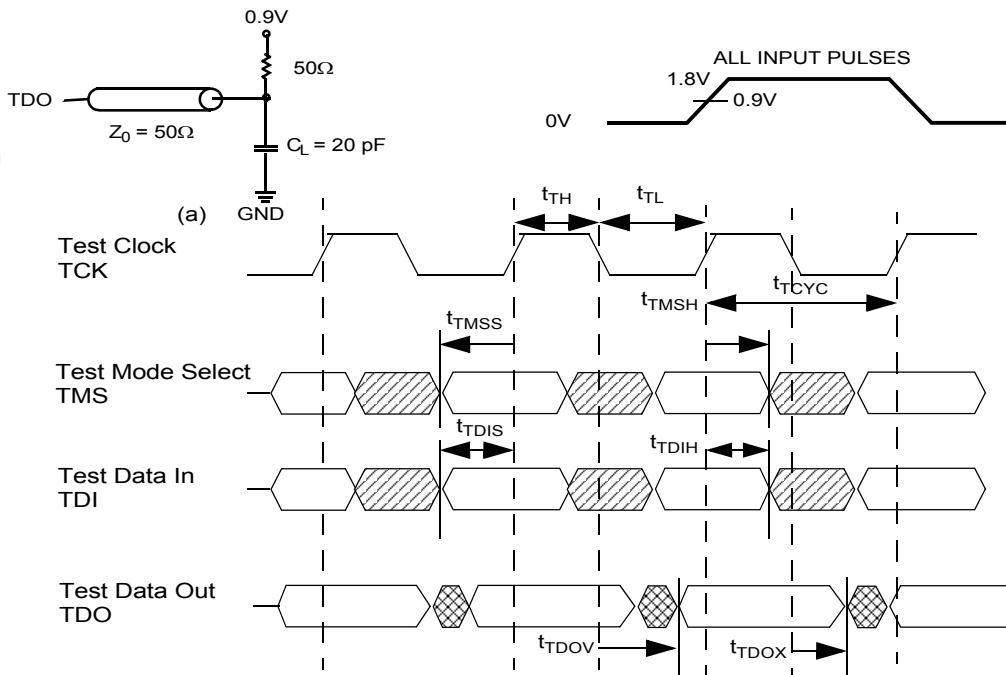 0.9V
ALL INPUT PULSES
50Ω
1.8V
0.9V
TDO
0V
Z0 = 50Ω
CL = 20 pF
(a)
GND
tTH
tTL
Test Clock
TCK
tTCYC
tTMSH
tTMSS
Test Mode Select
TMS
tTDIS
tTDIH
Test Data In
TDI
Test Data Out
TDO
tTDOV
tTDOX